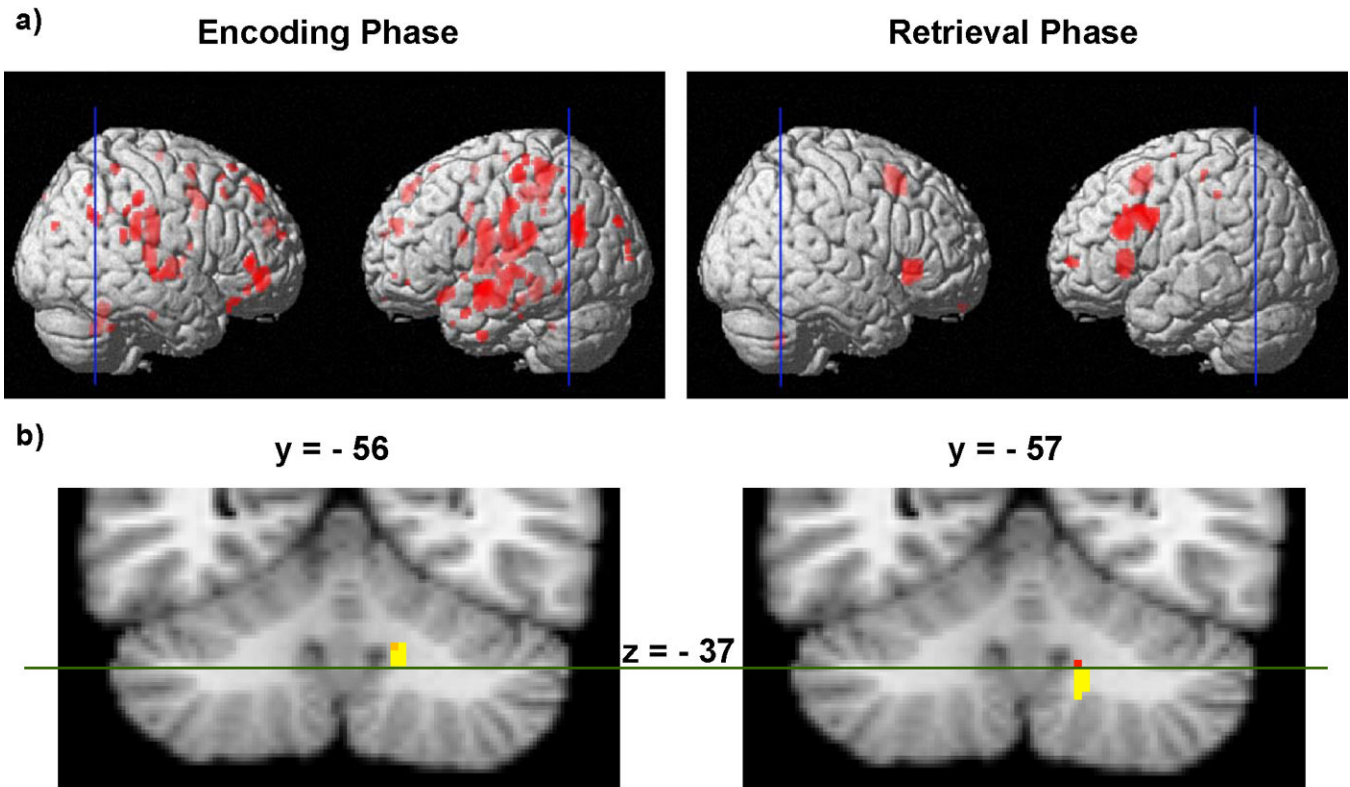 a)
Encoding Phase
Retrieval Phase
b)
y = - 56
y = - 57
z = - 37